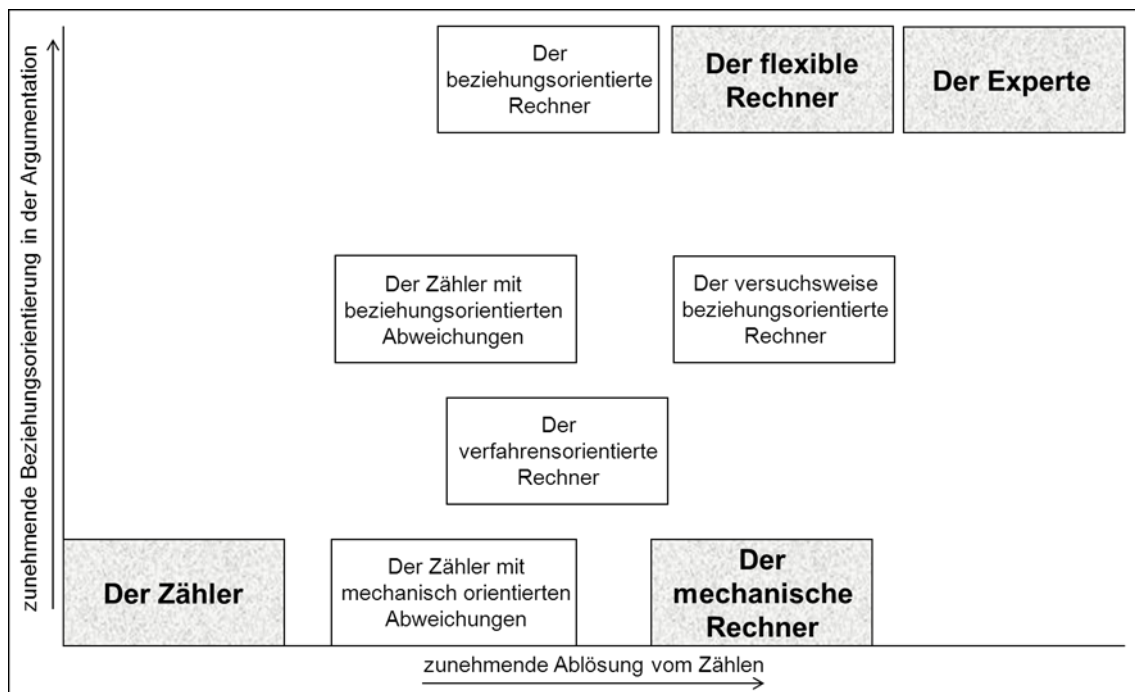 zunehmende Beziehungsorientierung in der Argumentation
Der
beziehungsorientierte
Rechner
Der flexible
Rechner
Der Experte
Der Zähler mit
beziehungsorientierten
Abweichungen
Der versuchsweise
beziehungsorientierte
Rechner
Der
verfahrensorientierte
Rechner
Der Zähler
Der Zähler mit
mechanisch orientierten
Abweichungen
Der
mechanische
Rechner
zunehmende Ablösung vom Zählen